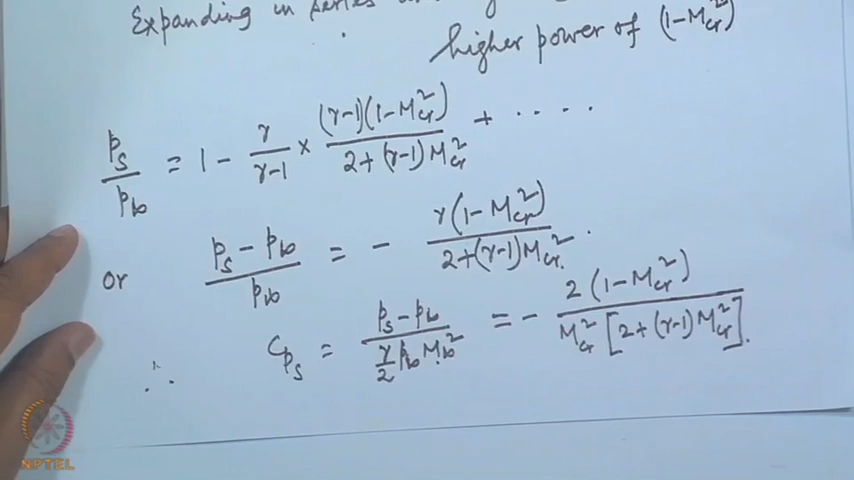 Expanding in series
higher power of (1-M_cr^2)
p_s/p_∞ = 1 - γ/(γ-1) × (γ-1)(1-M_cr^2)/(2+(γ-1)M_cr^2) + ....
or (p_s - p_∞)/p_∞ = - γ(1-M_cr^2)/(2+(γ-1)M_cr^2).
∴ C_{p_s} = (p_s - p_∞)/(γ/2 p_∞ M_∞^2) = - 2(1-M_cr^2)/(M_cr^2[2+(γ-1)M_cr^2]).
NPTEL